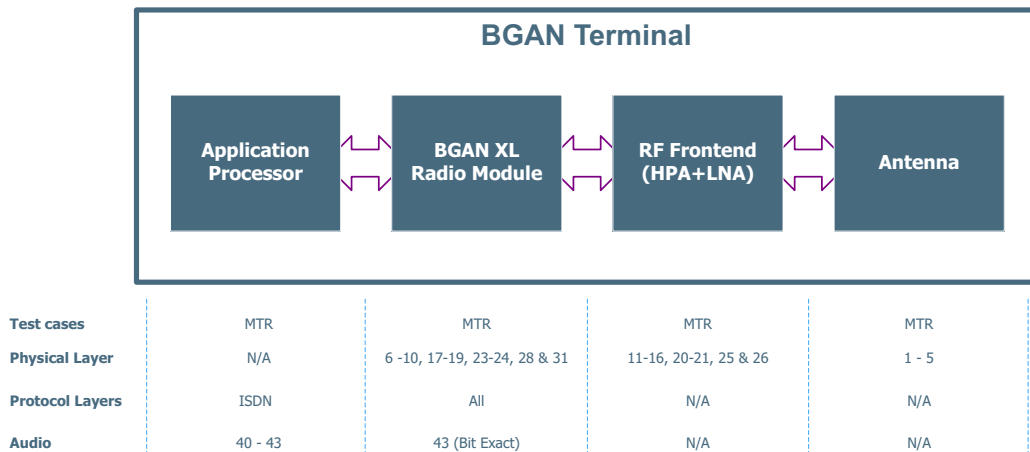 BGAN Terminal
Application
Processor
BGAN XL
Radio Module
RF Frontend
(HPA+LNA)
Antenna
Test cases MTR MTR MTR MTR
Physical Layer N/A 6 -10, 17-19, 23-24, 28 & 31 11-16, 20-21, 25 & 26 1 - 5
Protocol Layers ISDN All N/A N/A
Audio 40 - 43 43 (Bit Exact) N/A N/A